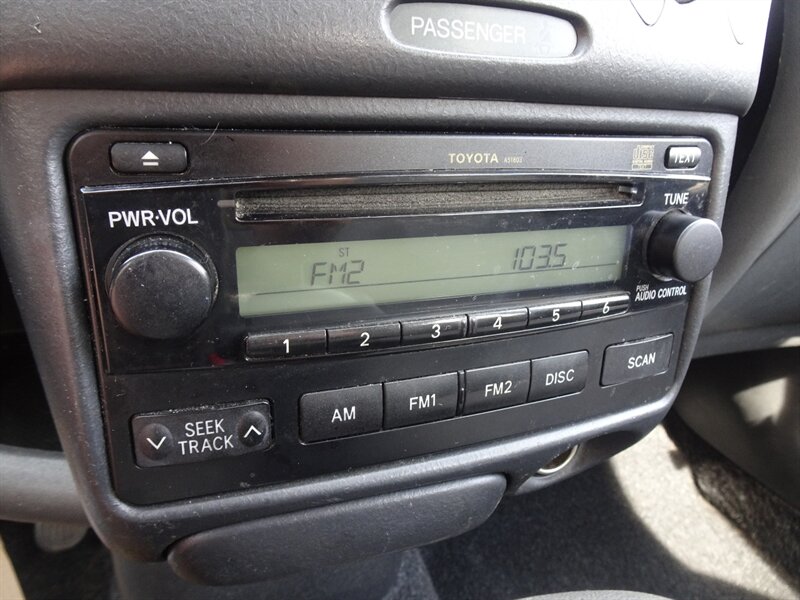 PASSENGER
TOYOTA A51803
TEXT
PWR·VOL
TUNE
ST
FM2 103.5
PUSH
AUDIO CONTROL
1 2 3 4 5 6
AM FM1 FM2 DISC SCAN
SEEK
TRACK